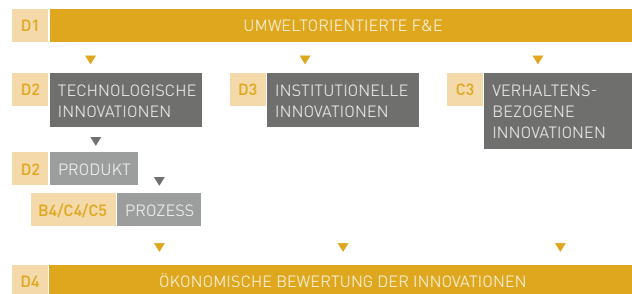 D1 UMWELTORIENTIERTE F&E
D2 TECHNOLOGISCHE
INNOVATIONEN
D3 INSTITUTIONELLE
INNOVATIONEN
C3 VERHALTENS-
BEZOGENE
INNOVATIONEN
D2 PRODUKT
B4/C4/C5 PROZESS
D4 ÖKONOMISCHE BEWERTUNG DER INNOVATIONEN